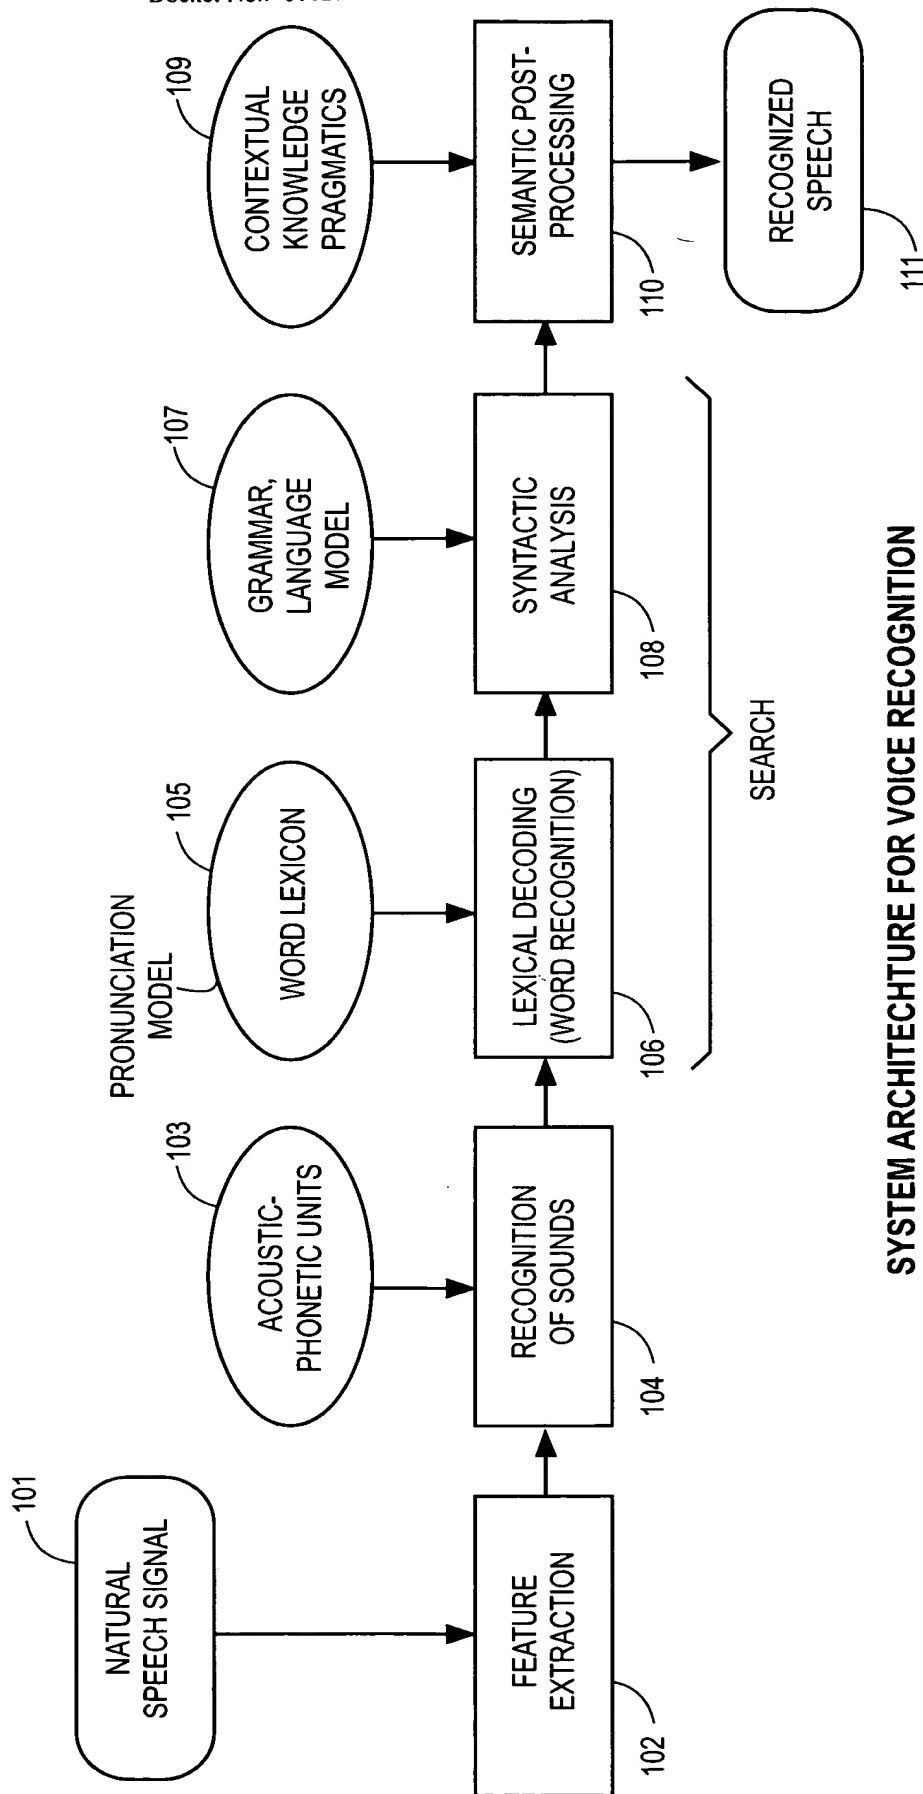 101
NATURAL
SPEECH SIGNAL
FEATURE
EXTRACTION
102
103
ACOUSTIC-
PHONETIC UNITS
RECOGNITION
OF SOUNDS
104
PRONUNCIATION
MODEL
105
WORD LEXICON
LEXICAL DECODING
(WORD RECOGNITION)
106
107
GRAMMAR,
LANGUAGE
MODEL
SYNTACTIC
ANALYSIS
108
SEARCH
109
CONTEXTUAL
KNOWLEDGE
PRAGMATICS
SEMANTIC POST-
PROCESSING
110
RECOGNIZED
SPEECH
111
SYSTEM ARCHITECHTURE FOR VOICE RECOGNITION